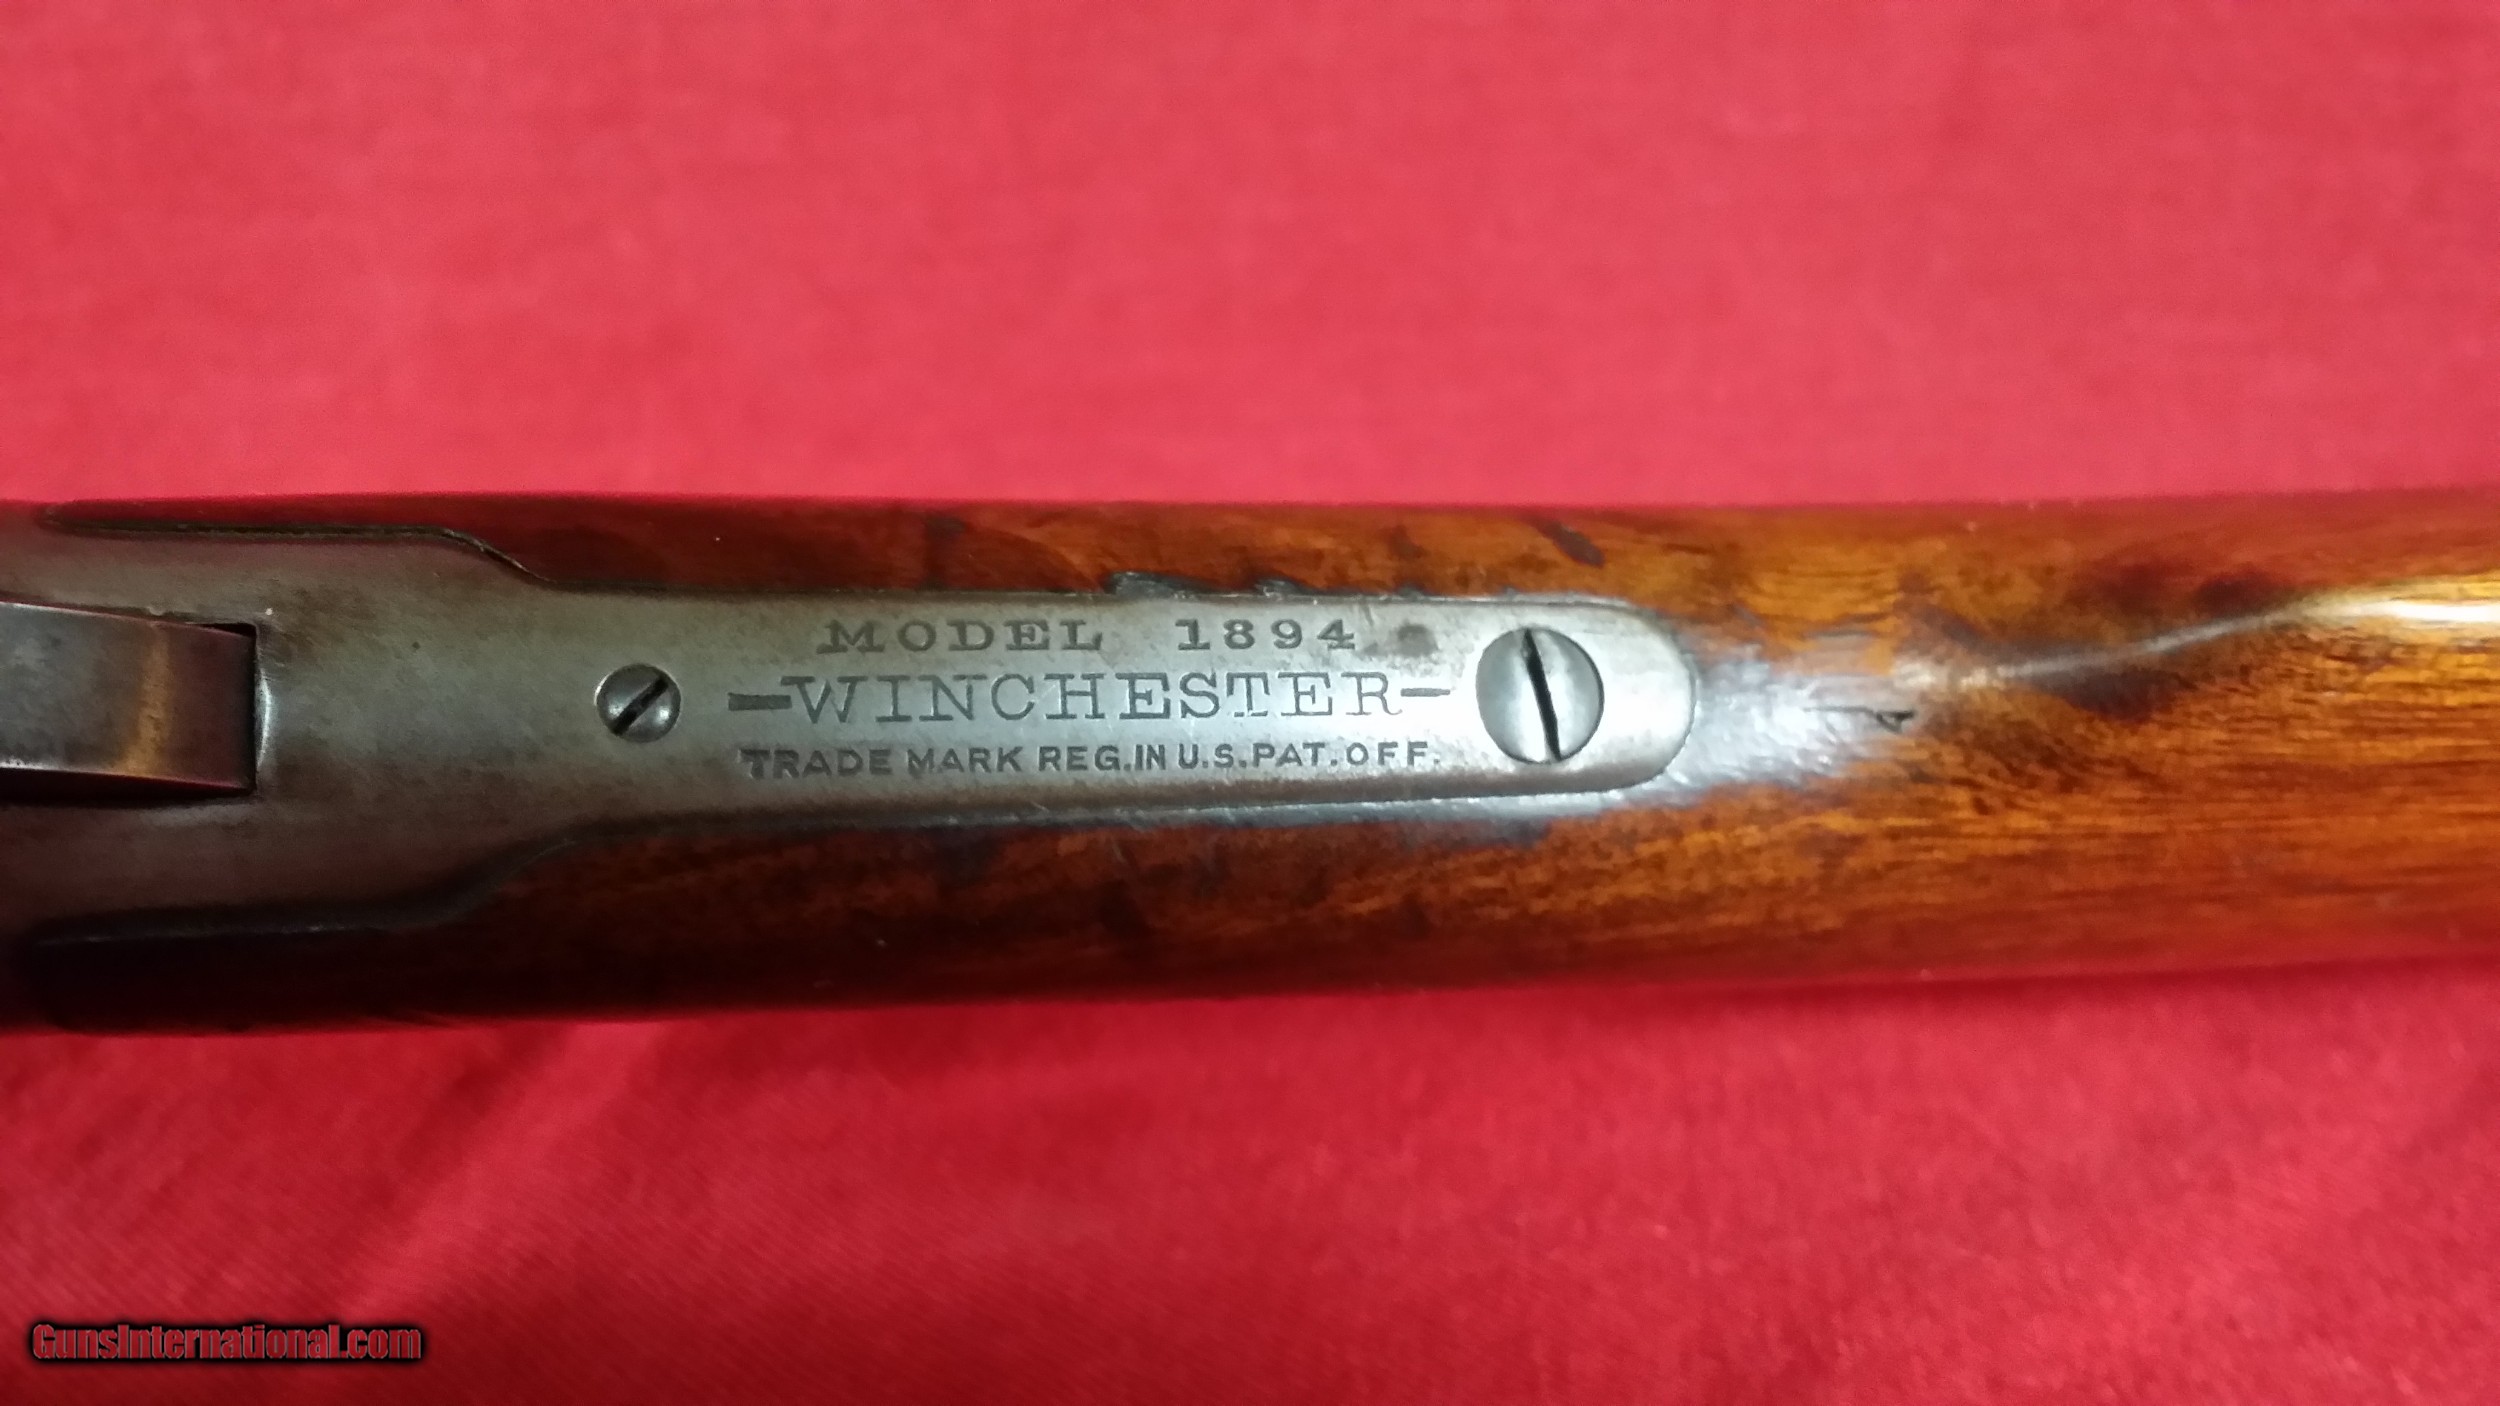 MODEL 1894
-WINCHESTER-
TRADE MARK REG. IN U.S. PAT. OFF.
GunsInternational.com